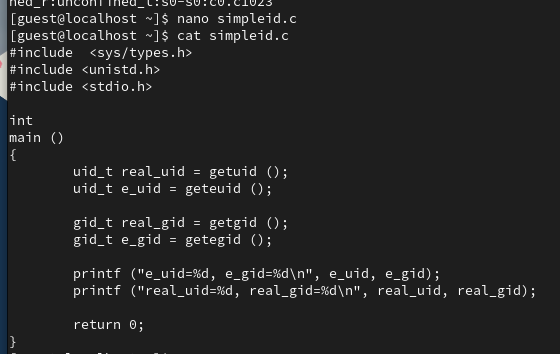 ned_r:unconfined_t:s0-s0:c0.c1023
[guest@localhost ~]$ nano simpleid.c
[guest@localhost ~]$ cat simpleid.c
#include  <sys/types.h>
#include <unistd.h>
#include <stdio.h>
int
main ()
{
        uid_t real_uid = getuid ();
        uid_t e_uid = geteuid ();
        gid_t real_gid = getgid ();
        gid_t e_gid = getegid ();
        printf ("e_uid=%d, e_gid=%d\n", e_uid, e_gid);
        printf ("real_uid=%d, real_gid=%d\n", real_uid, real_gid);
        return 0;
}